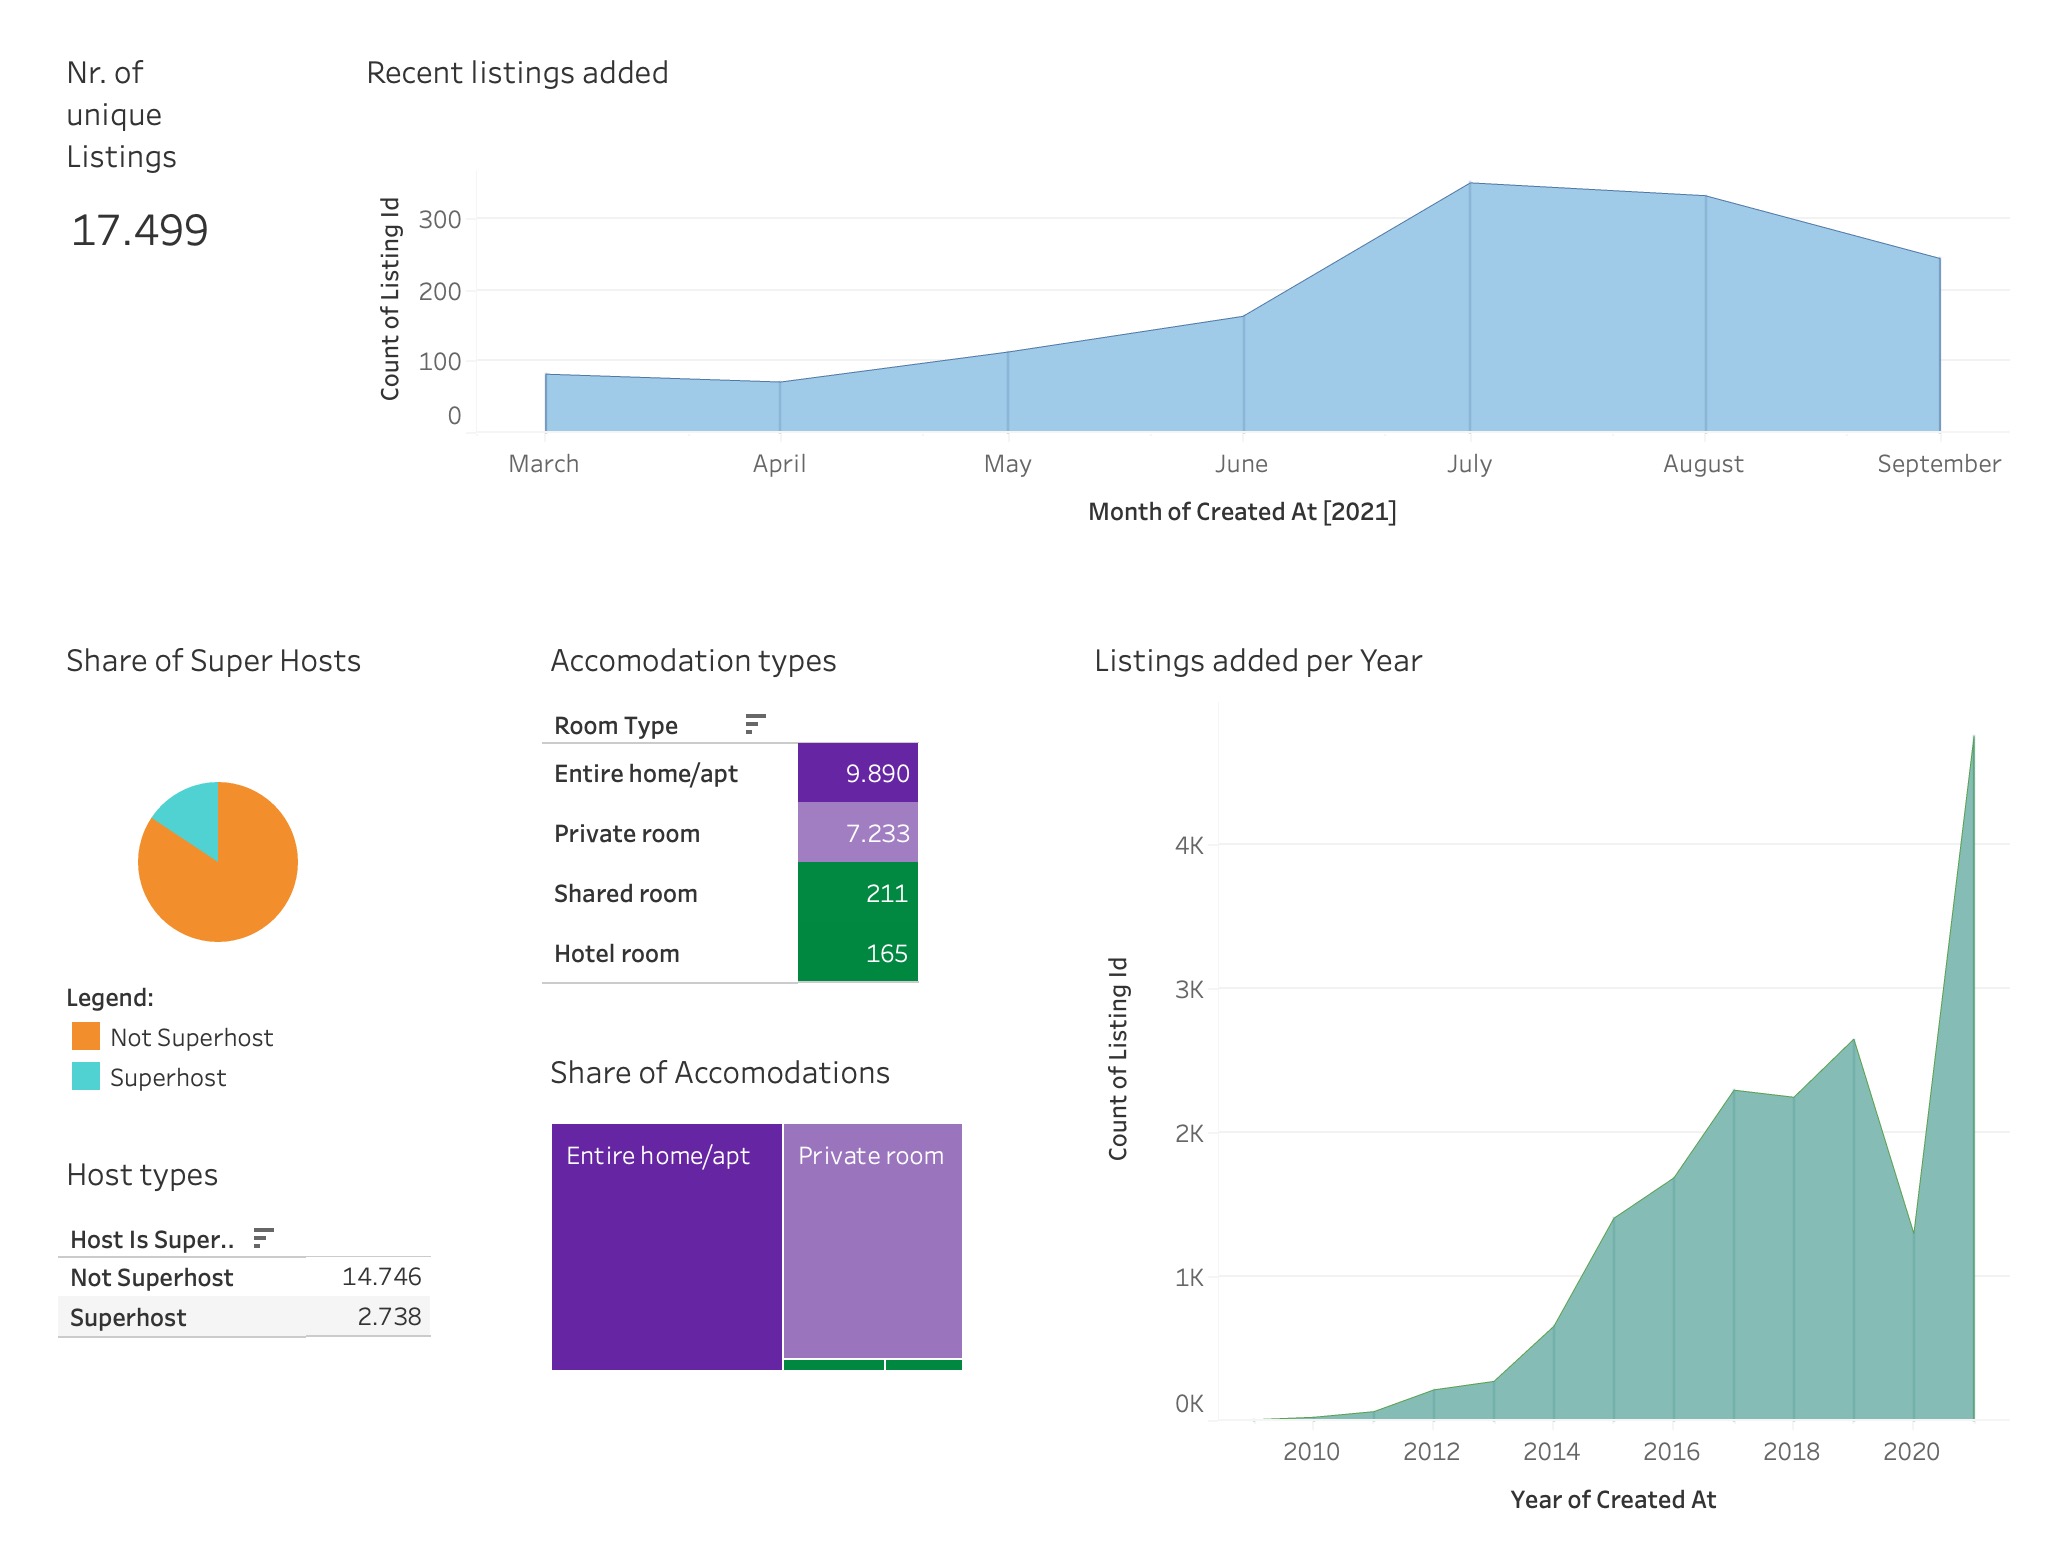 Nr. of
unique
Listings
17.499
Recent listings added
Count of Listing Id
300
200
100
0
March April May June July August September
Month of Created At [2021]
Share of Super Hosts
Legend:
Not Superhost
Superhost
Host types
Host Is Super..
Not Superhost 14.746
Superhost 2.738
Accomodation types
Room Type
Entire home/apt 9.890
Private room 7.233
Shared room 211
Hotel room 165
Share of Accomodations
Entire home/apt Private room
Listings added per Year
Count of Listing Id
4K
3K
2K
1K
0K
2010 2012 2014 2016 2018 2020
Year of Created At